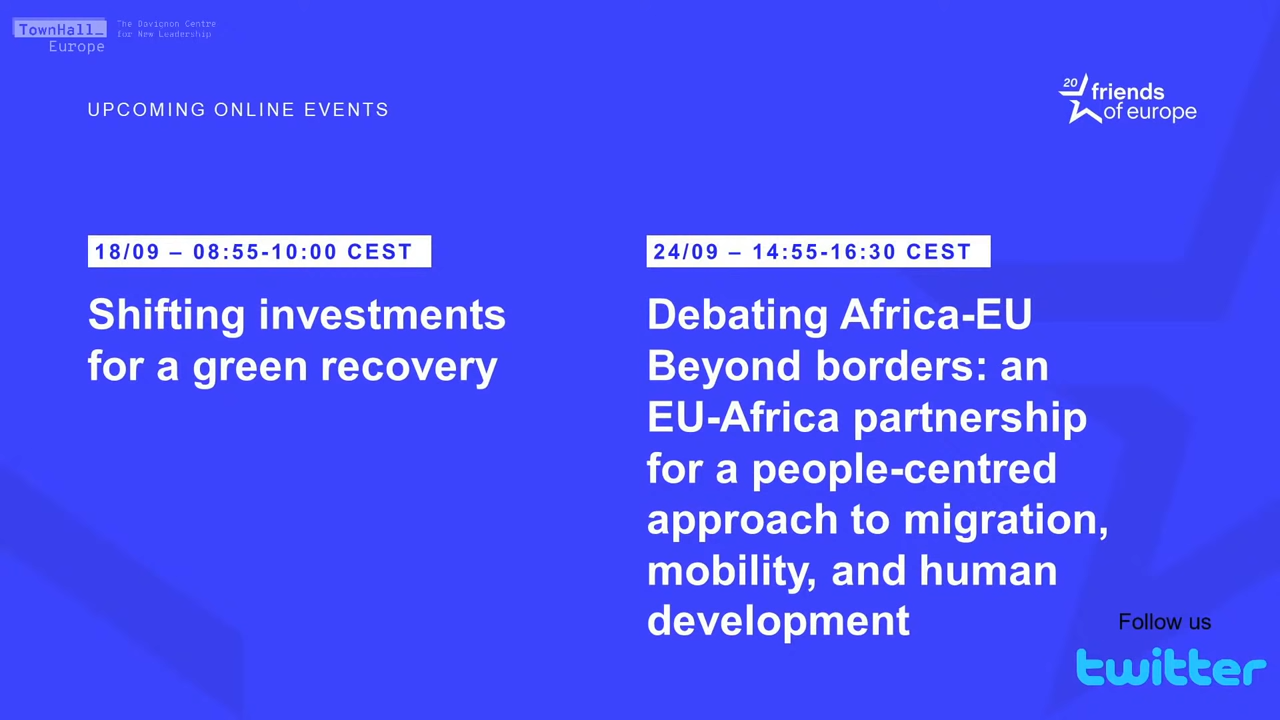 TownHall_
Europe
The Davignon Centre
for New Leadership
UPCOMING ONLINE EVENTS
20 friends
of europe
18/09 – 08:55-10:00 CEST
Shifting investments
for a green recovery
24/09 – 14:55-16:30 CEST
Debating Africa-EU
Beyond borders: an
EU-Africa partnership
for a people-centred
approach to migration,
mobility, and human
development
Follow us
twitter